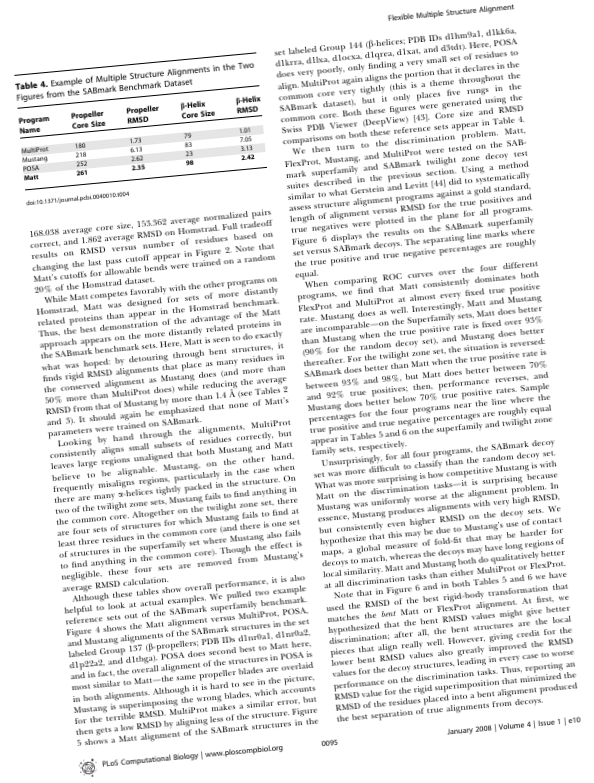 Flexible Multiple Structure Alignment
Table 4. Example of Multiple Structure Alignments in the Two
Figures from the SABmark Benchmark Dataset
Program Name | Propeller Core Size | Propeller RMSD | β-Helix Core Size | β-Helix RMSD
MultiProt 180 1.73 79 1.01
Mustang 218 6.13 83 7.05
POSA 252 2.62 23 3.13
Matt 261 2.35 98 2.42
doi:10.1371/journal.pcbi.0040010.t004
168.038 average core size, 153.362 average normalized pairs
correct, and 1.862 average RMSD on Homstrad. Full tradeoff
results on RMSD versus number of residues based on
changing the last pass cutoff appear in Figure 2. Note that
Matt's cutoffs for allowable bends were trained on a random
20% of the Homstrad dataset.
While Matt competes favorably with the other programs on
Homstrad, Matt was designed for sets of more distantly
related proteins than appear in the Homstrad benchmark.
Thus, the best demonstration of the advantage of the Matt
approach appears on the more distantly related proteins in
the SABmark benchmark sets. Here, Matt is seen to do exactly
what was hoped: by detouring through bent structures, it
finds rigid RMSD alignments that place as many residues in
the conserved alignment as Mustang does (and more than
50% more than MultiProt does) while reducing the average
RMSD from that of Mustang by more than 1.4 Å (see Tables 2
and 3). It should again be emphasized that none of Matt's
parameters were trained on SABmark.
Looking by hand through the alignments, MultiProt
consistently aligns small subsets of residues correctly, but
leaves large regions unaligned that both Mustang and Matt
believe to be alignable. Mustang, on the other hand,
frequently misaligns regions, particularly in the case when
there are many α-helices tightly packed in the structure. On
two of the twilight zone sets, Mustang fails to find anything in
the common core. Altogether on the twilight zone set, there
are four sets of structures for which Mustang fails to find at
least three residues in the common core (and there is one set
of structures in the superfamily set where Mustang also fails
to find anything in the common core). Though the effect is
negligible, these four sets are removed from Mustang's
average RMSD calculation.
Although these tables show overall performance, it is also
helpful to look at actual examples. We pulled two example
reference sets out of the SABmark superfamily benchmark.
Figure 4 shows the Matt alignment versus MultiProt, POSA,
and Mustang alignments of the SABmark structures in the set
labeled Group 137 (β-propellers; PDB IDs d1nr0a1, d1nr0a2,
d1p22a2, and d1tbga). POSA does second best to Matt here,
and in fact, the overall alignment of the structures in POSA is
most similar to Matt—the same propeller blades are overlaid
in both alignments. Although it is hard to see in the picture,
Mustang is superimposing the wrong blades, which accounts
for the terrible RMSD. MultiProt makes a similar error, but
then gets a low RMSD by aligning less of the structure. Figure
5 shows a Matt alignment of the SABmark structures in the
set labeled Group 144 (β-helices; PDB IDs d1hm9a1, d1kk6a,
d1krra, d1lxa, d1ocxa, d1qrea, d1xat, and d3tdt). Here, POSA
does very poorly, only finding a very small set of residues to
align. MultiProt again aligns the portion that it declares in the
common core very tightly (this is a theme throughout the
SABmark dataset), but it only places five rungs in the
common core. Both these figures were generated using the
Swiss PDB Viewer (DeepView) [43]. Core size and RMSD
comparisons on both these reference sets appear in Table 4.
We then turn to the discrimination problem. Matt,
FlexProt, Mustang, and MultiProt were tested on the SAB-
mark superfamily and SABmark twilight zone decoy test
suites described in the previous section. Using a method
similar to what Gerstein and Levitt [44] did to systematically
assess structure alignment programs against a gold standard,
length of alignment versus RMSD for the true positives and
true negatives were plotted in the plane for all programs.
Figure 6 displays the results on the SABmark superfamily
set versus SABmark decoys. The separating line marks where
the true positive and true negative percentages are roughly
equal.
When comparing ROC curves over the four different
programs, we find that Matt consistently dominates both
FlexProt and MultiProt at almost every fixed true positive
rate. Mustang does as well. Interestingly, Matt and Mustang
are incomparable—on the Superfamily sets, Matt does better
than Mustang when the true positive rate is fixed over 93%
(90% for the random decoy set), and Mustang does better
thereafter. For the twilight zone set, the situation is reversed:
SABmark does better than Matt when the true positive rate is
between 93% and 98%, but Matt does better between 70%
and 92% true positives; then, performance reverses, and
Mustang does better below 70% true positive rates. Sample
percentages for the four programs near the line where the
true positive and true negative percentages are roughly equal
appear in Tables 5 and 6 on the superfamily and twilight zone
family sets, respectively.
Unsurprisingly, for all four programs, the SABmark decoy
set was more difficult to classify than the random decoy set.
What was more surprising is how competitive Mustang is with
Matt on the discrimination tasks—it is surprising because
Mustang was uniformly worse at the alignment problem. In
essence, Mustang produces alignments with very high RMSD,
but consistently even higher RMSD on the decoy sets. We
hypothesize that this may be due to Mustang's use of contact
maps, a global measure of fold-fit that may be harder for
decoys to match, whereas the decoys may have long regions of
local similarity. Matt and Mustang both do qualitatively better
at all discrimination tasks than either MultiProt or FlexProt.
Note that in Figure 6 and in both Tables 5 and 6 we have
used the RMSD of the best rigid-body transformation that
matches the bent Matt or FlexProt alignment. At first, we
hypothesized that the bent RMSD values might give better
discrimination; after all, the bent structures are the local
pieces that align really well. However, giving credit for the
lower bent RMSD values also greatly improved the RMSD
values for the decoy structures, leading in every case to worse
performance on the discrimination tasks. Thus, reporting an
RMSD value for the rigid superimposition that minimized the
RMSD of the residues placed into a bent alignment produced
the best separation of true alignments from decoys.
PLoS Computational Biology | www.ploscompbiol.org
0095
January 2008 | Volume 4 | Issue 1 | e10